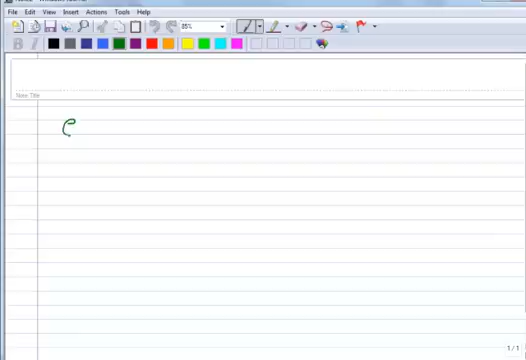 File Edit View Insert Actions Tools Help
85%
B I
New Title
C
1 / 1